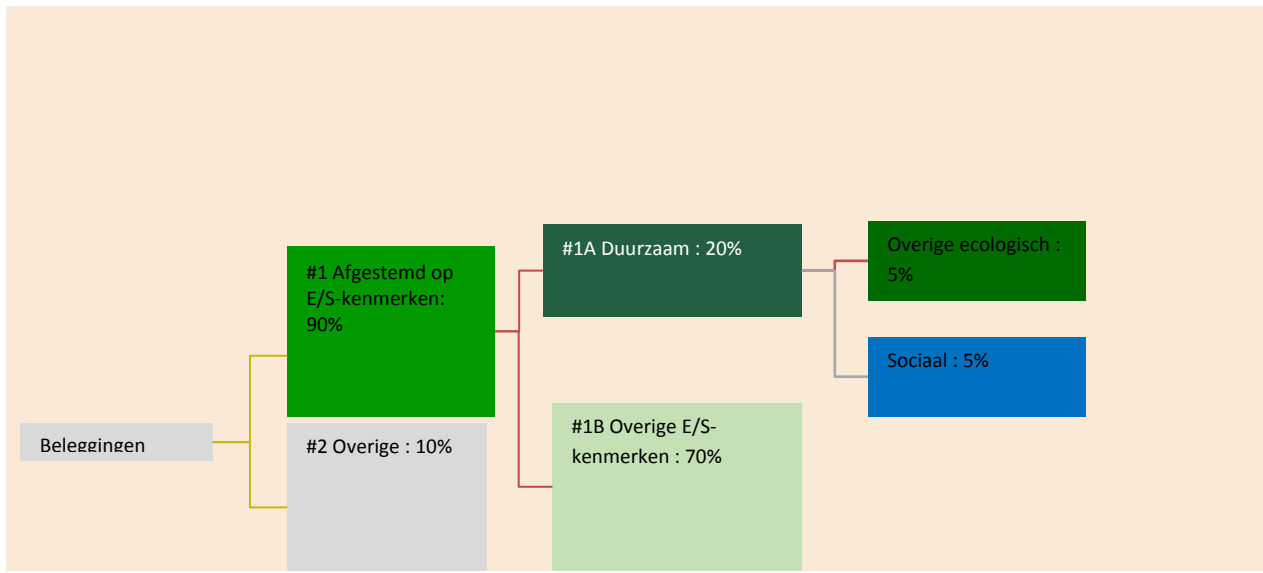 Beleggingen
#1 Afgestemd op
E/S-kenmerken:
90%
#2 Overige : 10%
#1A Duurzaam : 20%
#1B Overige E/S-
kenmerken : 70%
Overige ecologisch :
5%
Sociaal : 5%